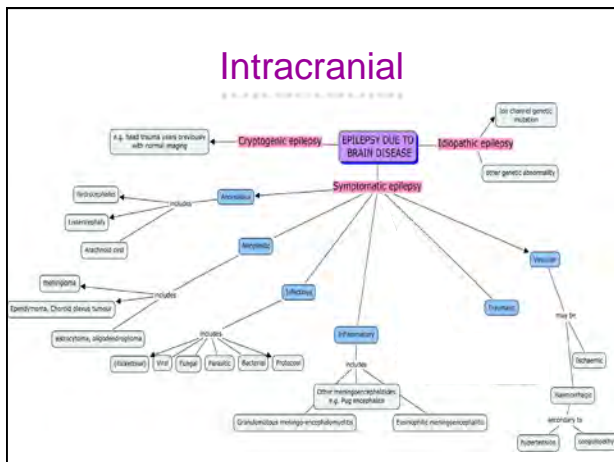 Intracranial
Ion channel genetic
mutation
e.g. head trauma years previously
with normal imaging
Cryptogenic epilepsy
EPILEPSY DUE TO
BRAIN DISEASE
Idiopathic epilepsy
other genetic abnormality
Symptomatic epilepsy
Hydrocephalus
includes
Anomalous
Lissencephaly
Arachnoid cyst
Neoplastic
Vascular
meningioma
includes
Infectious
Ependymoma, Choroid plexus tumour
Traumatic
may be
astrocytoma, oligodendroglioma
includes
Inflammatory
(rickettsial)
Viral
Fungal
Parasitic
Bacterial
Protozoal
includes
Ischaemic
Other meningoencephalitides
e.g. Pug encephalitis
Haemorrhagic
Granulomatous meningo-encephalomyelitis
Eosinophilic meningoencephalitis
secondary to
hypertension
coagulopathy